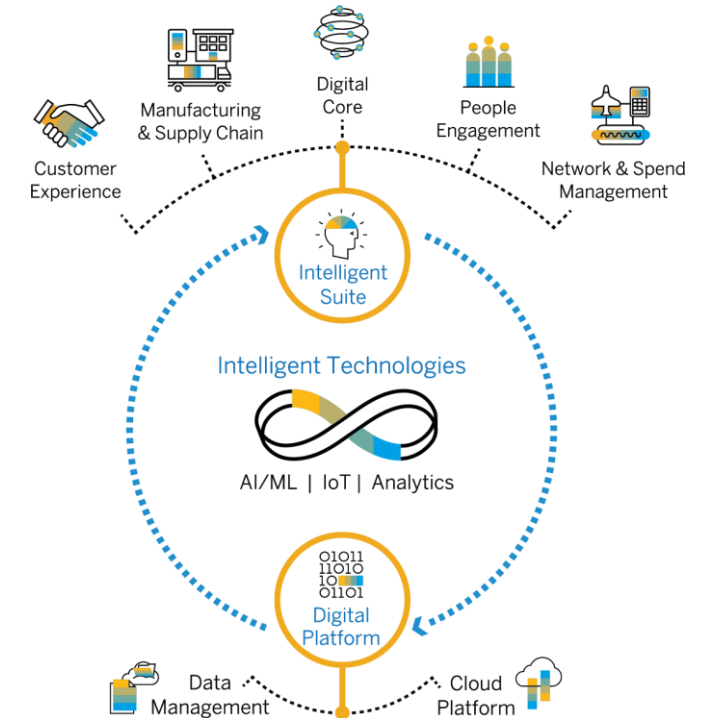 Digital
Core
Manufacturing
& Supply Chain
People
Engagement
Customer
Experience
Network & Spend
Management
Intelligent
Suite
Intelligent Technologies
AI/ML | IoT | Analytics
01011
11010
10
01101
Digital
Platform
Data
Management
Cloud
Platform